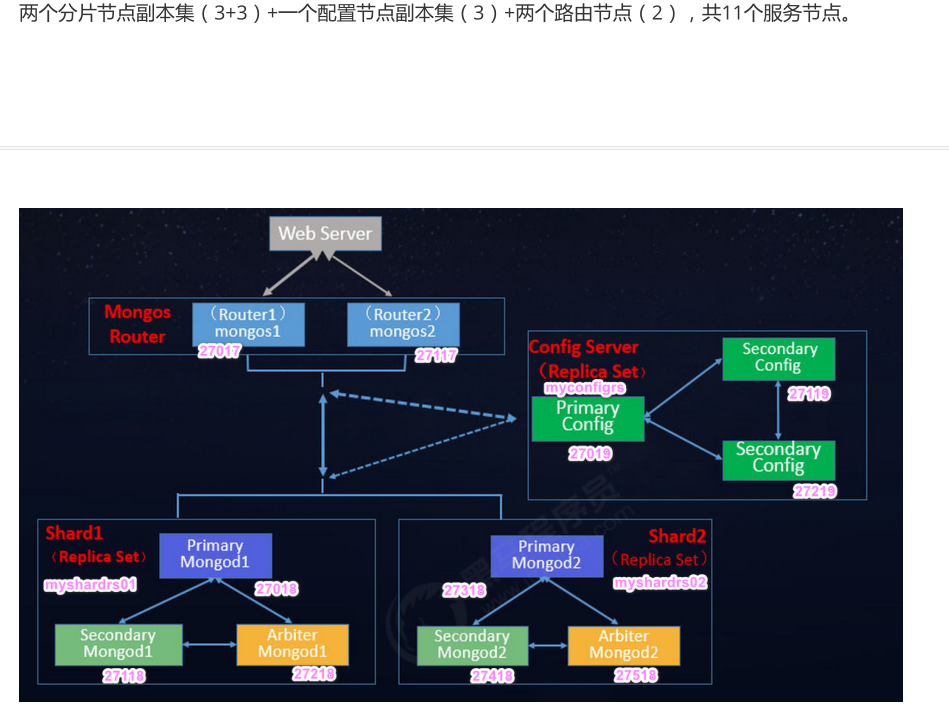 两个分片节点副本集（3+3）+一个配置节点副本集（3）+两个路由节点（2），共11个服务节点。
Web Server
Mongos
Router
（Router1）
mongos1
27017
（Router2）
mongos2
27117
Config Server
（Replica Set）
myconfigrs
Primary
Config
27019
Secondary
Config
27119
Secondary
Config
27219
Shard1
（Replica Set）
myshardrs01
Primary
Mongod1
27018
Secondary
Mongod1
27118
Arbiter
Mongod1
27218
Shard2
（Replica Set）
myshardrs02
Primary
Mongod2
27318
Secondary
Mongod2
27418
Arbiter
Mongod2
27518